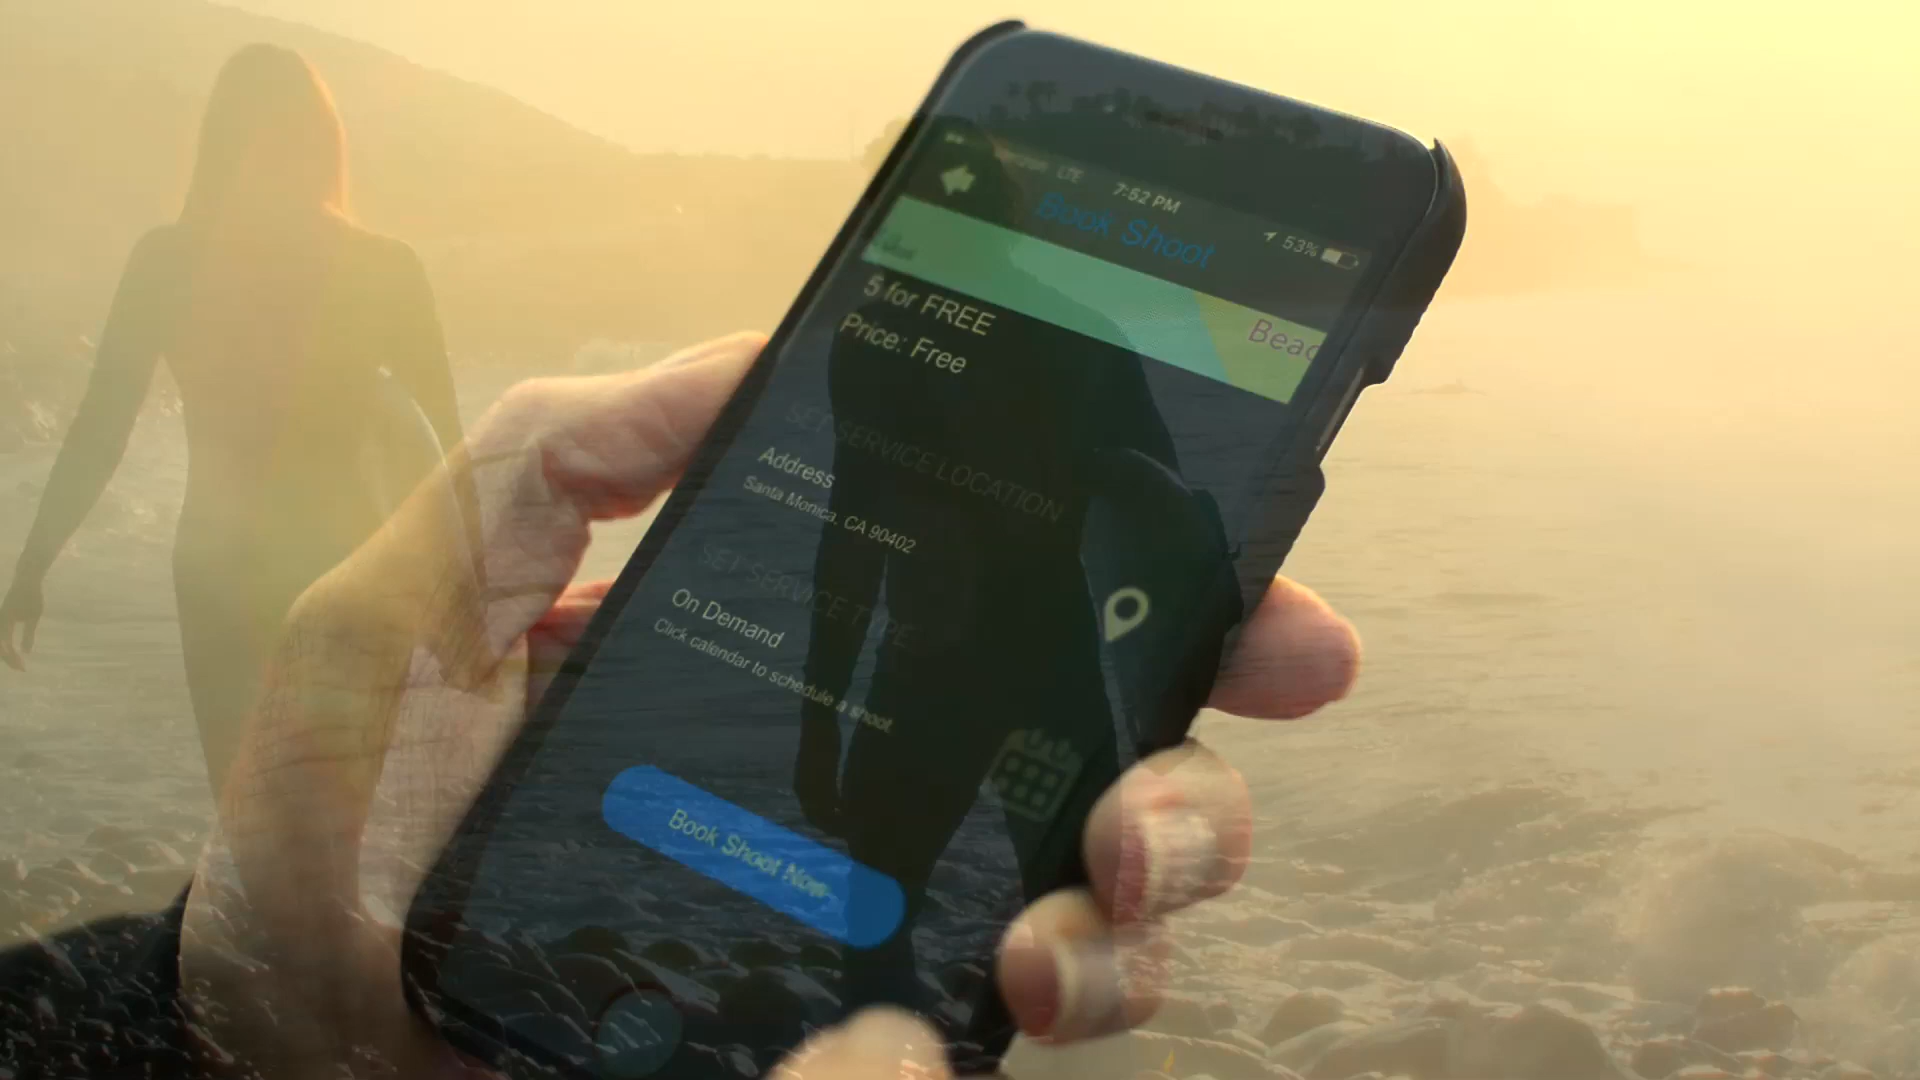 LTE 7:52 PM 53%
Book Shoot
Beac
5 for FREE
Price: Free
SET SERVICE LOCATION
Address
Santa Monica, CA 90402
SET SERVICE TYPE
On Demand
Click calendar to schedule a shoot.
Book Shoot Now